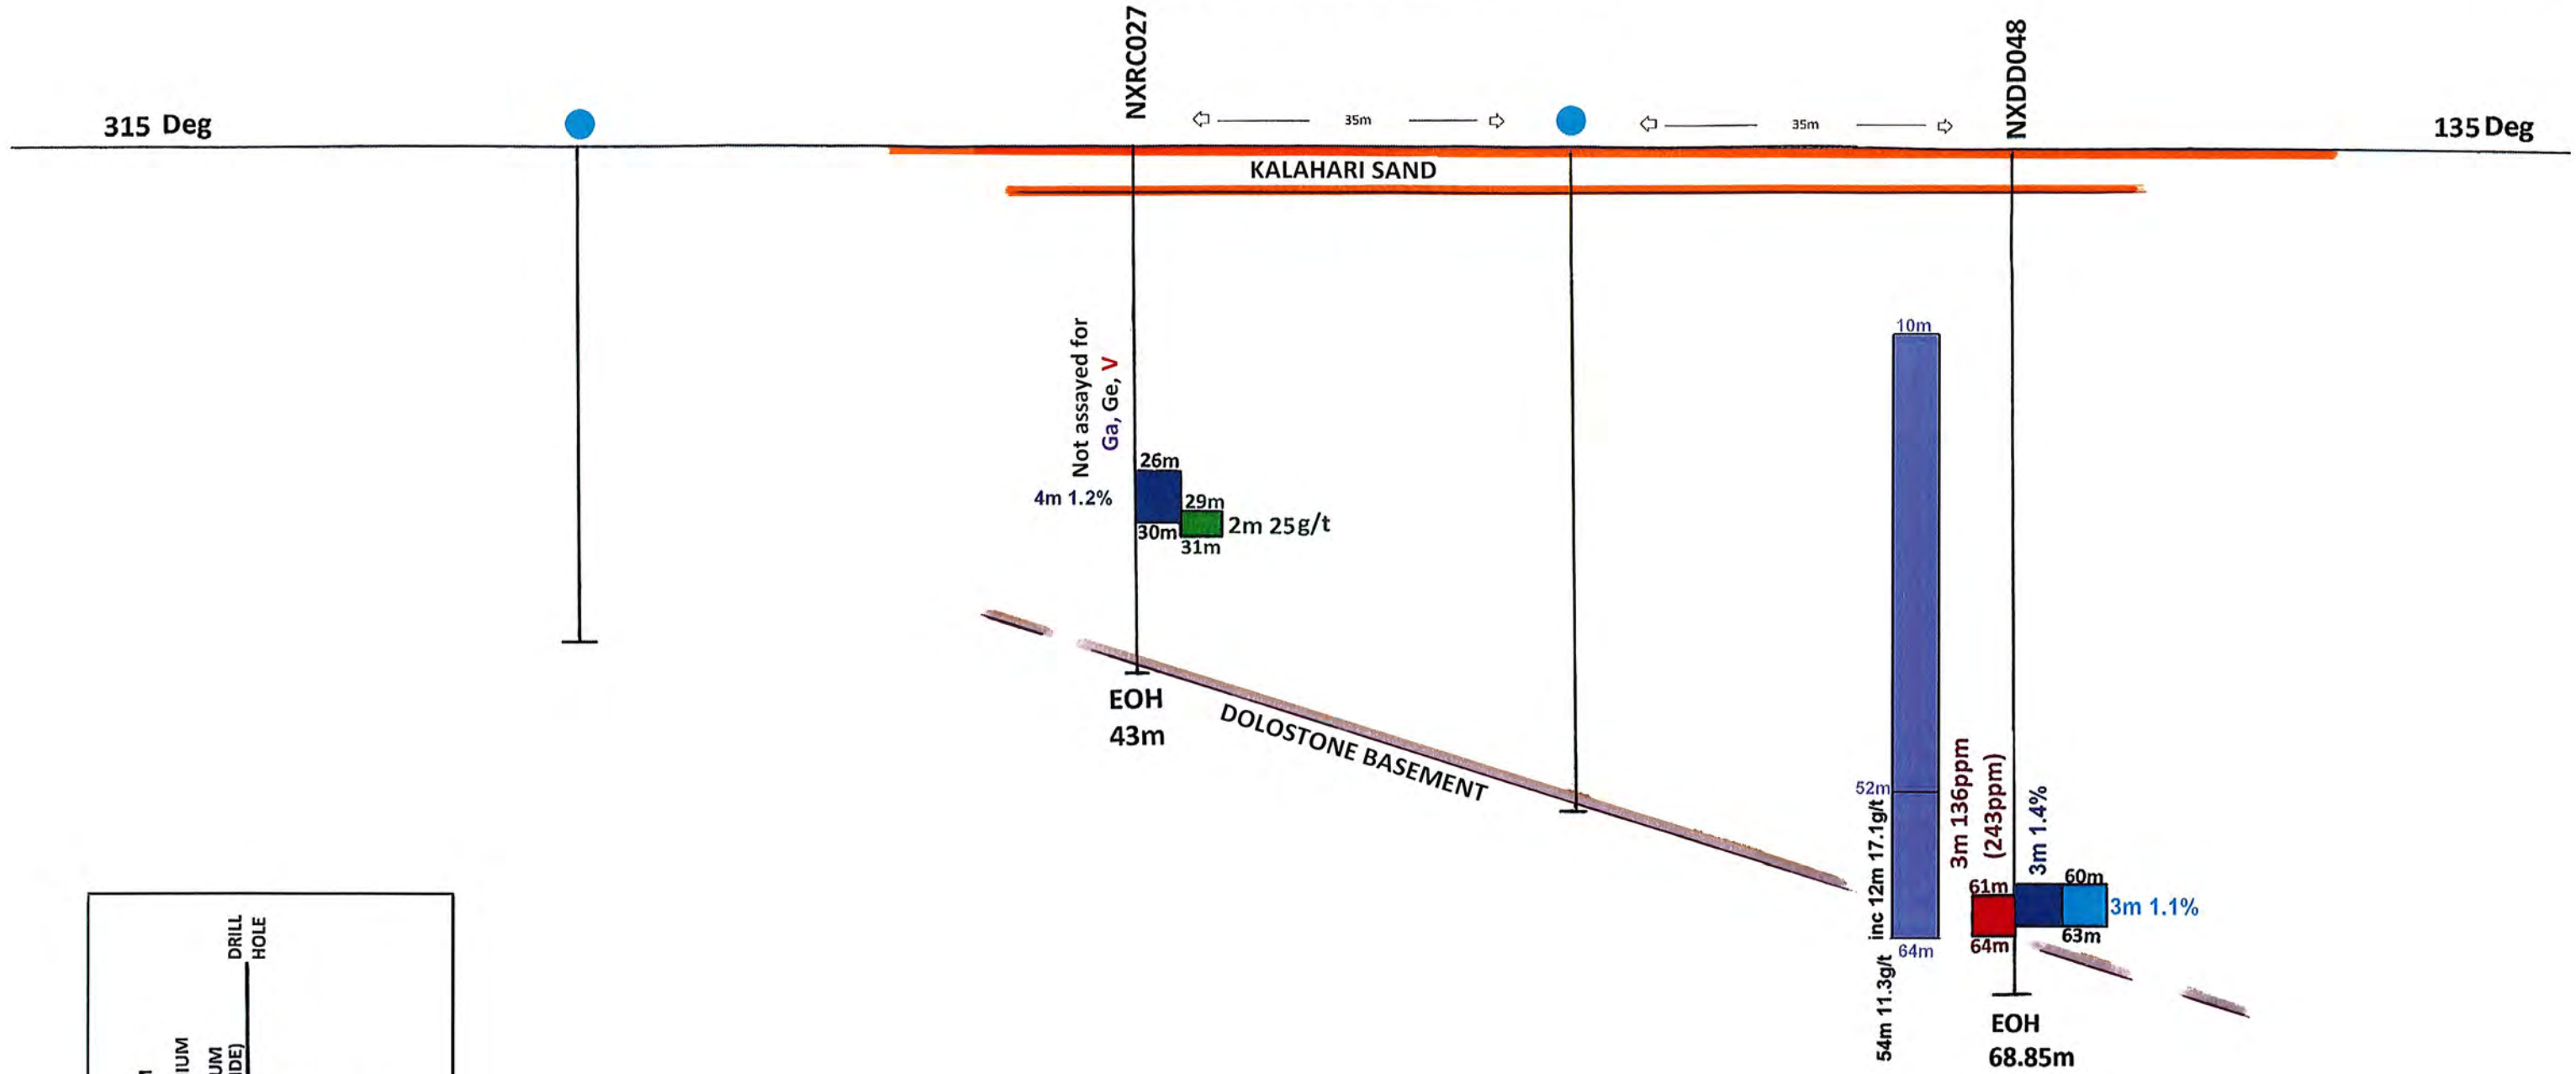 NXRC027
NXDD048
315 Deg
35m
35m
135 Deg
KALAHARI SAND
Not assayed for
Ga, Ge, V
10m
26m
4m 1.2%
29m
30m
2m 25g/t
31m
EOH
43m
DOLOSTONE BASEMENT
52m
inc 12m 17.1g/t
54m 11.3g/t
64m
3m 136ppm
(243ppm)
3m 1.4%
61m
60m
3m 1.1%
64m
63m
EOH
68.85m
DRILL
HOLE